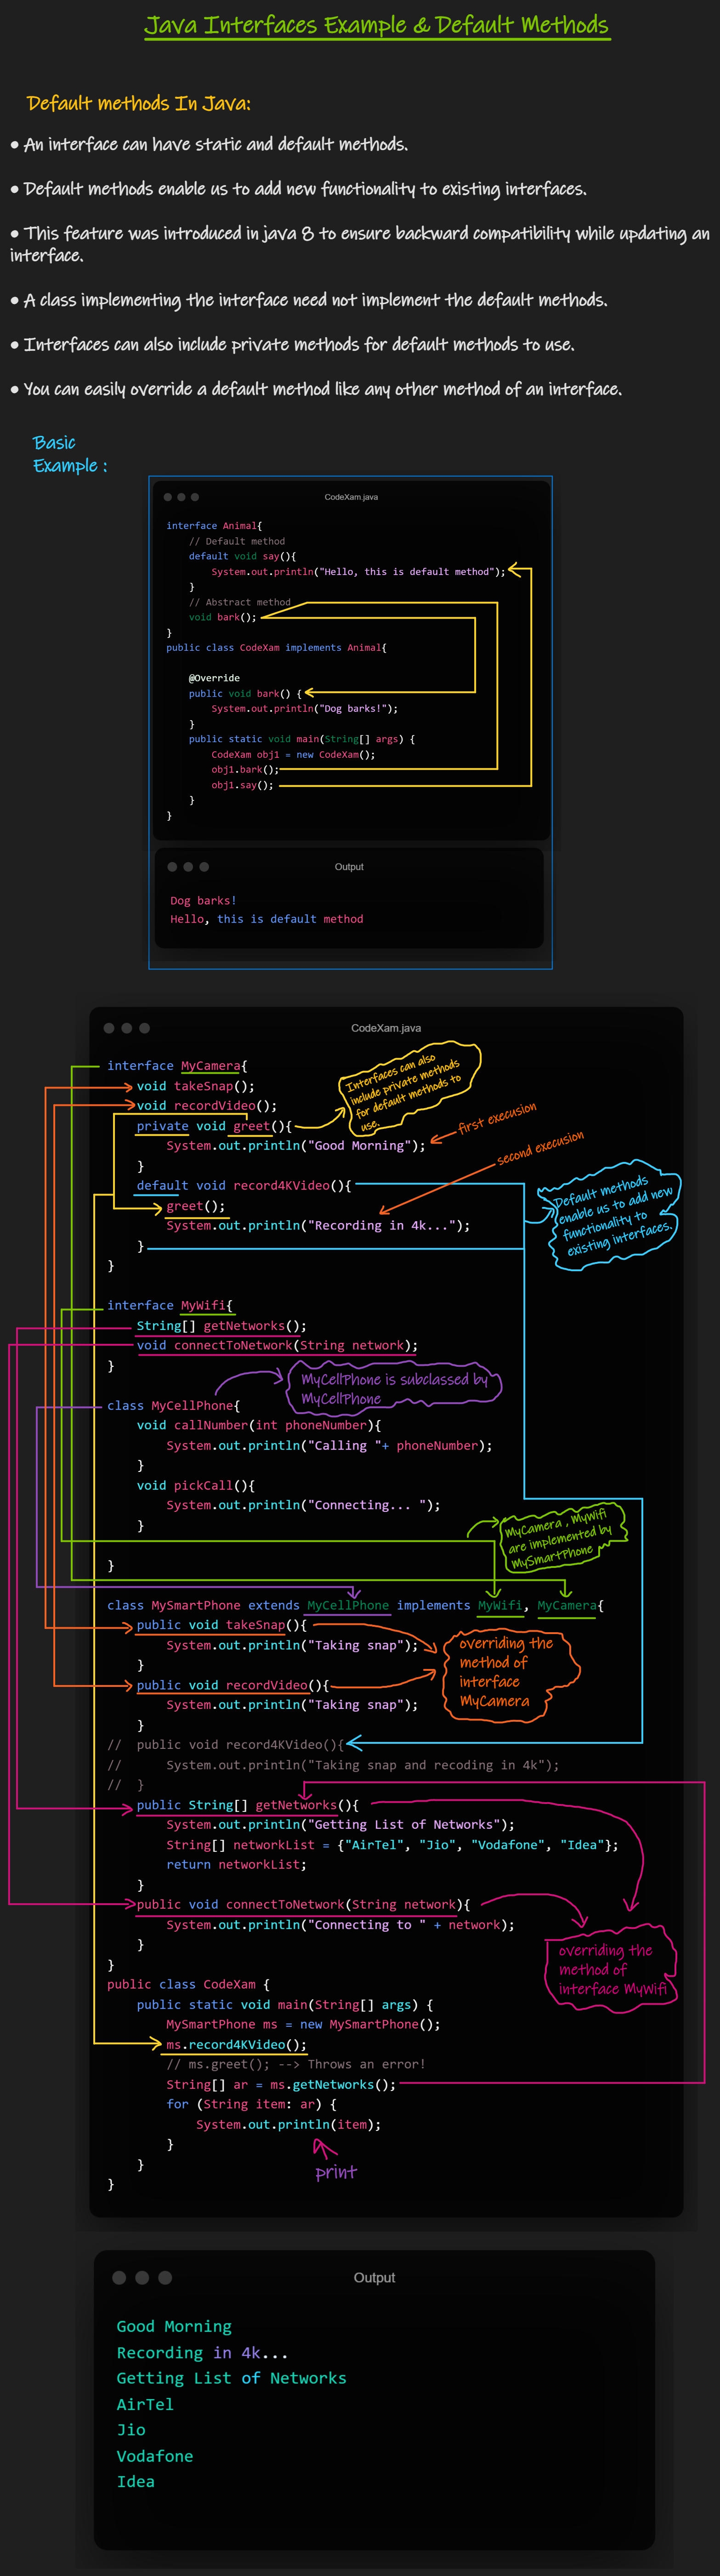 Java Interfaces Example & Default Methods
Default methods In Java:
• An interface can have static and default methods.
• Default methods enable us to add new functionality to existing interfaces.
• This feature was introduced in java 8 to ensure backward compatibility while updating an
interface.
• A class implementing the interface need not implement the default methods.
• Interfaces can also include private methods for default methods to use.
• You can easily override a default method like any other method of an interface.
Basic
Example :
CodeXam.java
interface Animal{
// Default method
default void say(){
System.out.println("Hello, this is default method");
}
// Abstract method
void bark();
}
public class CodeXam implements Animal{
@Override
public void bark() {
System.out.println("Dog barks!");
}
public static void main(String[] args) {
CodeXam obj1 = new CodeXam();
obj1.bark();
obj1.say();
}
}
Output
Dog barks!
Hello, this is default method
CodeXam.java
interface MyCamera{
void takeSnap();
void recordVideo();
private void greet(){
System.out.println("Good Morning");
}
default void record4KVideo(){
greet();
System.out.println("Recording in 4k...");
}
}
Interfaces can also
include private methods
for default methods to
use.
first execusion
second execusion
Default methods
enable us to add new
functionality to
existing interfaces.
interface MyWifi{
String[] getNetworks();
void connectToNetwork(String network);
}
MyCellPhone is subclassed by
MyCellPhone
class MyCellPhone{
void callNumber(int phoneNumber){
System.out.println("Calling "+ phoneNumber);
}
void pickCall(){
System.out.println("Connecting... ");
}
}
MyCamera , MyWifi
are implemented by
MySmartPhone
class MySmartPhone extends MyCellPhone implements MyWifi, MyCamera{
public void takeSnap(){
System.out.println("Taking snap");
}
public void recordVideo(){
System.out.println("Taking snap");
}
overriding the
method of
interface
MyCamera
// public void record4KVideo(){
// System.out.println("Taking snap and recoding in 4k");
// }
public String[] getNetworks(){
System.out.println("Getting List of Networks");
String[] networkList = {"AirTel", "Jio", "Vodafone", "Idea"};
return networkList;
}
public void connectToNetwork(String network){
System.out.println("Connecting to " + network);
}
}
overriding the
method of
interface MyWifi
public class CodeXam {
public static void main(String[] args) {
MySmartPhone ms = new MySmartPhone();
ms.record4KVideo();
// ms.greet(); --> Throws an error!
String[] ar = ms.getNetworks();
for (String item: ar) {
System.out.println(item);
}
}
}
print
Output
Good Morning
Recording in 4k...
Getting List of Networks
AirTel
Jio
Vodafone
Idea